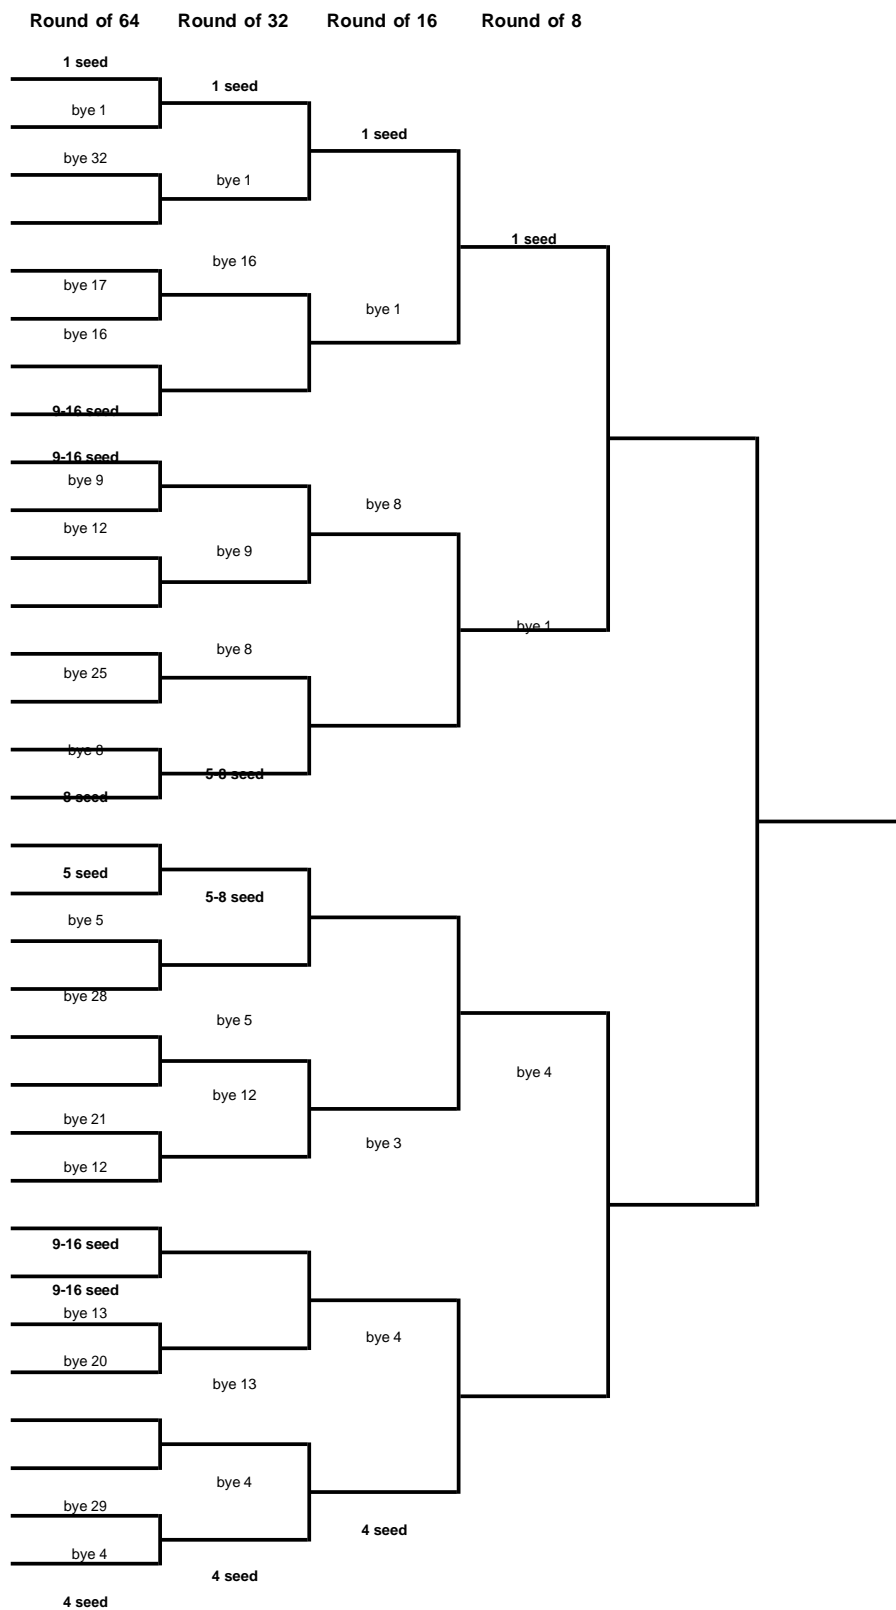 Round of 64 Round of 32 Round of 16 Round of 8
1 seed
bye 1
bye 32
bye 17
bye 16
9-16 seed
9-16 seed
bye 9
bye 12
bye 25
bye 8
8 seed
5 seed
bye 5
bye 28
bye 21
bye 12
9-16 seed
9-16 seed
bye 13
bye 20
bye 29
bye 4
4 seed
1 seed
bye 1
bye 16
bye 9
bye 8
5-8 seed
5-8 seed
bye 5
bye 12
bye 13
bye 4
4 seed
1 seed
bye 1
bye 8
bye 3
bye 4
4 seed
1 seed
bye 1
bye 4